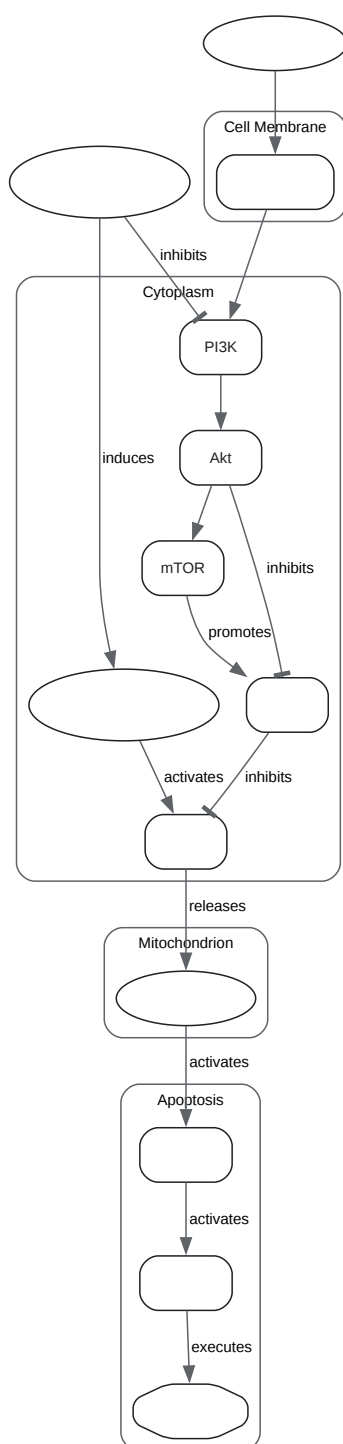 Cell Membrane
inhibits
Cytoplasm
PI3K
induces
Akt
mTOR
inhibits
promotes
activates
inhibits
releases
Mitochondrion
activates
Apoptosis
activates
executes